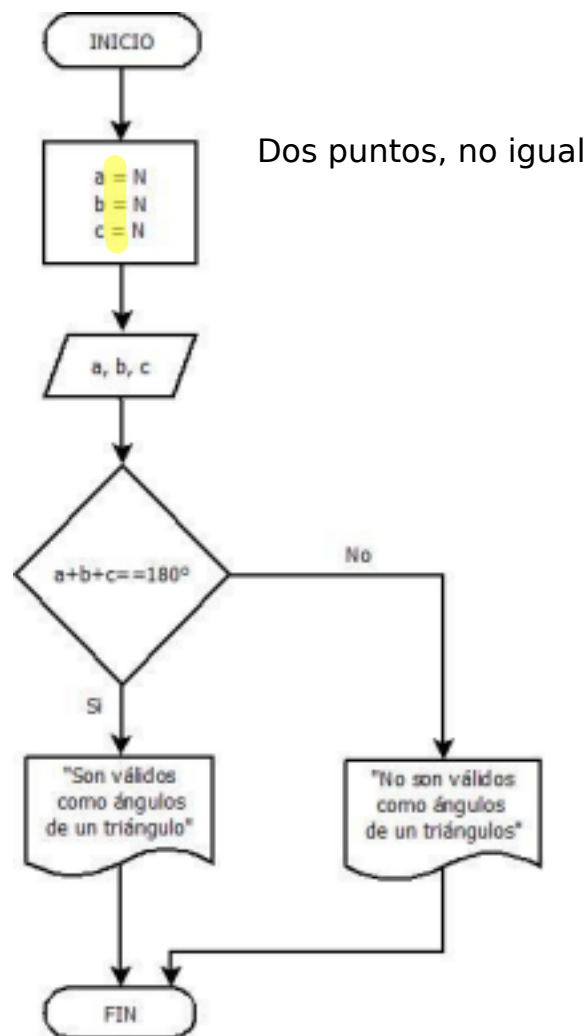 INICIO
Dos puntos, no igual
a = N
b = N
c = N
a, b, c
a+b+c==180º
No
Si
"Son válidos
como ángulos
de un triángulo"
"No son válidos
como ángulos
de un triángulos"
FIN